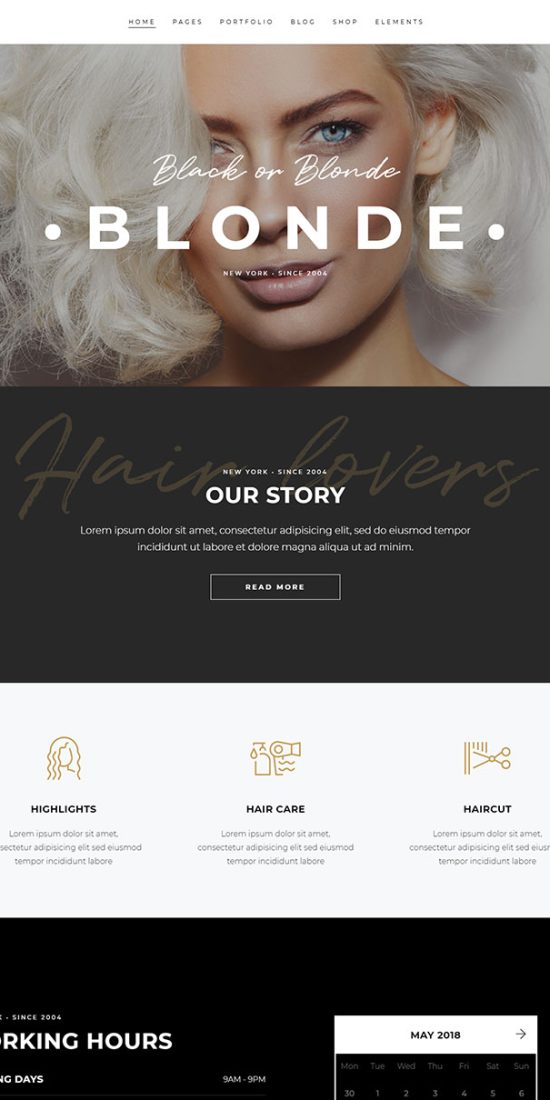 HOME PAGES PORTFOLIO BLOG SHOP ELEMENTS
Black or Blonde
• BLONDE •
NEW YORK • SINCE 2004
Hair lovers
NEW YORK • SINCE 2004
OUR STORY
Lorem ipsum dolor sit amet, consectetur adipisicing elit, sed do eiusmod tempor
incididunt ut labore et dolore magna aliqua ut ad minim.
READ MORE
HIGHLIGHTS
Lorem ipsum dolor sit amet,
sectetur adipisicing elit sed eiusmod
tempor incididunt labore
HAIR CARE
Lorem ipsum dolor sit amet,
consectetur adipisicing elit sed eiusmod
tempor incididunt labore
HAIRCUT
Lorem ipsum dolor sit amet,
consectetur adipisicing elit sed eiusm
tempor incididunt labore
K • SINCE 2004
ORKING HOURS
NG DAYS 9AM - 9PM
MAY 2018
Mon Tue Wed Thu Fri Sat Sun
30 1 2 3 4 5 6